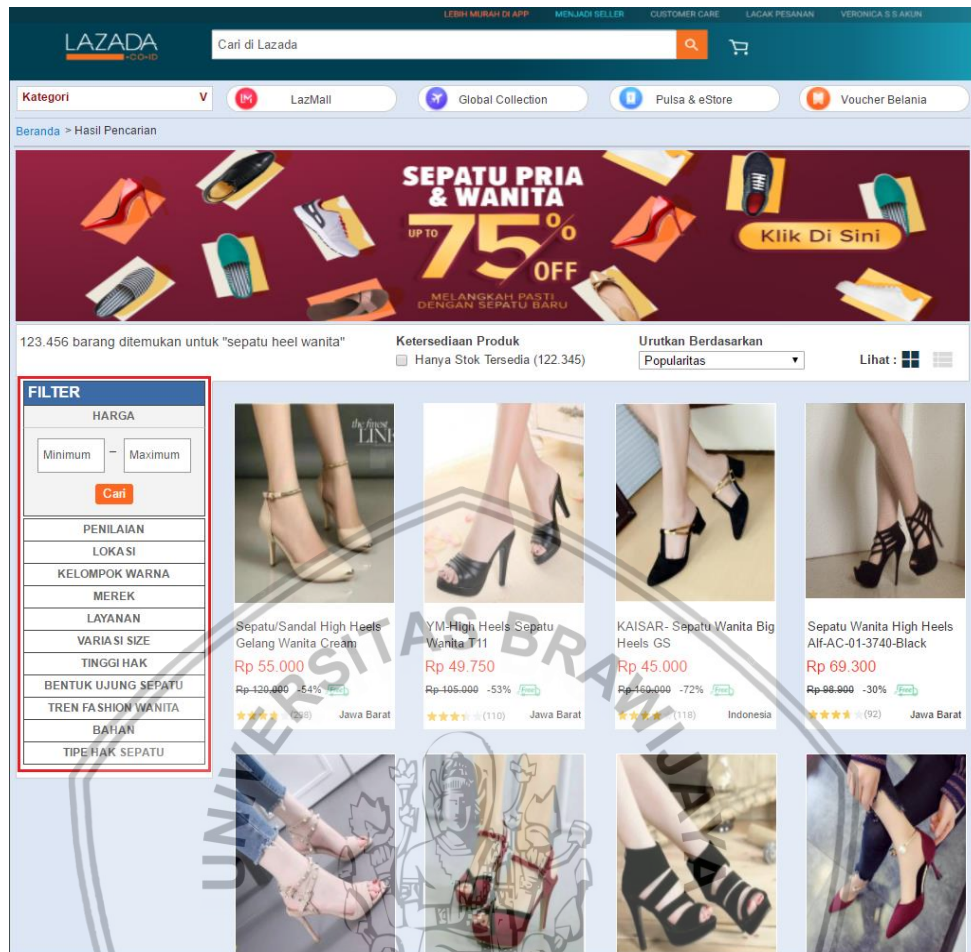 LEBIH MURAH DI APP MENJADI SELLER CUSTOMER CARE LACAK PESANAN VERONICA S S AKUN
LAZADA
.CO.ID
Cari di Lazada
Kategori V LazMall Global Collection Pulsa & eStore Voucher Belania
Beranda > Hasil Pencarian
SEPATU PRIA
& WANITA
UP TO 75% OFF
Klik Di Sini
MELANGKAH PASTI
DENGAN SEPATU BARU
123.456 barang ditemukan untuk "sepatu heel wanita"
Ketersediaan Produk
Hanya Stok Tersedia (122.345)
Urutkan Berdasarkan
Popularitas
Lihat :
FILTER
HARGA
Minimum – Maximum
Cari
PENILAIAN
LOKASI
KELOMPOK WARNA
MEREK
LAYANAN
VARIASI SIZE
TINGGI HAK
BENTUK UJUNG SEPATU
TREN FASHION WANITA
BAHAN
TIPE HAK SEPATU
the finest
LINE
Sepatu/Sandal High Heels
Gelang Wanita Cream
Rp 55.000
Rp 120.000 -54% Free
Jawa Barat
YM-High Heels Sepatu
Wanita T11
Rp 49.750
Rp 105.000 -53% Free
(110) Jawa Barat
KAISAR- Sepatu Wanita Big
Heels GS
Rp 45.000
Rp 160.000 -72% Free
(118) Indonesia
Sepatu Wanita High Heels
Alf-AC-01-3740-Black
Rp 69.300
Rp 98.900 -30% Free
(92) Jawa Barat
UNIVERSITAS BRAWIJAYA